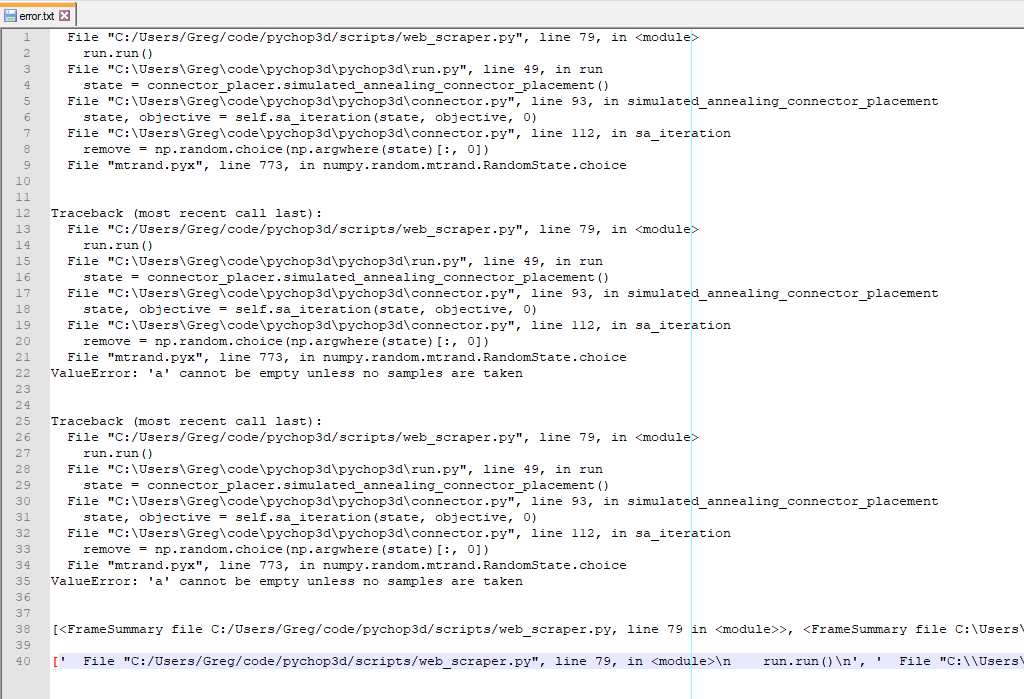 error.txt
1   File "C:/Users/Greg/code/pychop3d/scripts/web_scraper.py", line 79, in <module>
2     run.run()
3   File "C:\Users\Greg\code\pychop3d\pychop3d\run.py", line 49, in run
4     state = connector_placer.simulated_annealing_connector_placement()
5   File "C:\Users\Greg\code\pychop3d\pychop3d\connector.py", line 93, in simulated_annealing_connector_placement
6     state, objective = self.sa_iteration(state, objective, 0)
7   File "C:\Users\Greg\code\pychop3d\pychop3d\connector.py", line 112, in sa_iteration
8     remove = np.random.choice(np.argwhere(state)[:, 0])
9   File "mtrand.pyx", line 773, in numpy.random.mtrand.RandomState.choice
10
11
12 Traceback (most recent call last):
13   File "C:/Users/Greg/code/pychop3d/scripts/web_scraper.py", line 79, in <module>
14     run.run()
15   File "C:\Users\Greg\code\pychop3d\pychop3d\run.py", line 49, in run
16     state = connector_placer.simulated_annealing_connector_placement()
17   File "C:\Users\Greg\code\pychop3d\pychop3d\connector.py", line 93, in simulated_annealing_connector_placement
18     state, objective = self.sa_iteration(state, objective, 0)
19   File "C:\Users\Greg\code\pychop3d\pychop3d\connector.py", line 112, in sa_iteration
20     remove = np.random.choice(np.argwhere(state)[:, 0])
21   File "mtrand.pyx", line 773, in numpy.random.mtrand.RandomState.choice
22 ValueError: 'a' cannot be empty unless no samples are taken
23
24
25 Traceback (most recent call last):
26   File "C:/Users/Greg/code/pychop3d/scripts/web_scraper.py", line 79, in <module>
27     run.run()
28   File "C:\Users\Greg\code\pychop3d\pychop3d\run.py", line 49, in run
29     state = connector_placer.simulated_annealing_connector_placement()
30   File "C:\Users\Greg\code\pychop3d\pychop3d\connector.py", line 93, in simulated_annealing_connector_placement
31     state, objective = self.sa_iteration(state, objective, 0)
32   File "C:\Users\Greg\code\pychop3d\pychop3d\connector.py", line 112, in sa_iteration
33     remove = np.random.choice(np.argwhere(state)[:, 0])
34   File "mtrand.pyx", line 773, in numpy.random.mtrand.RandomState.choice
35 ValueError: 'a' cannot be empty unless no samples are taken
36
37
38 [<FrameSummary file C:/Users/Greg/code/pychop3d/scripts/web_scraper.py, line 79 in <module>>, <FrameSummary file C:\Users\
39
40 ['  File "C:/Users/Greg/code/pychop3d/scripts/web_scraper.py", line 79, in <module>\n    run.run()\n', '  File "C:\\Users\